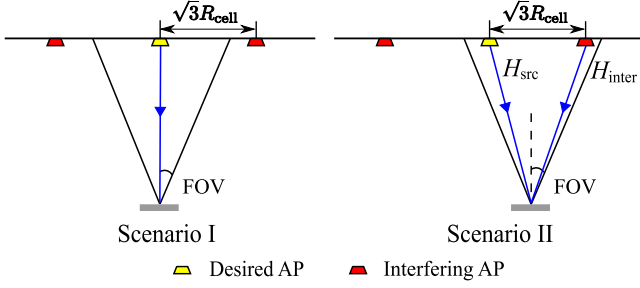 √3R_cell √3R_cell
H_src H_inter
FOV FOV
Scenario I Scenario II
Desired AP Interfering AP